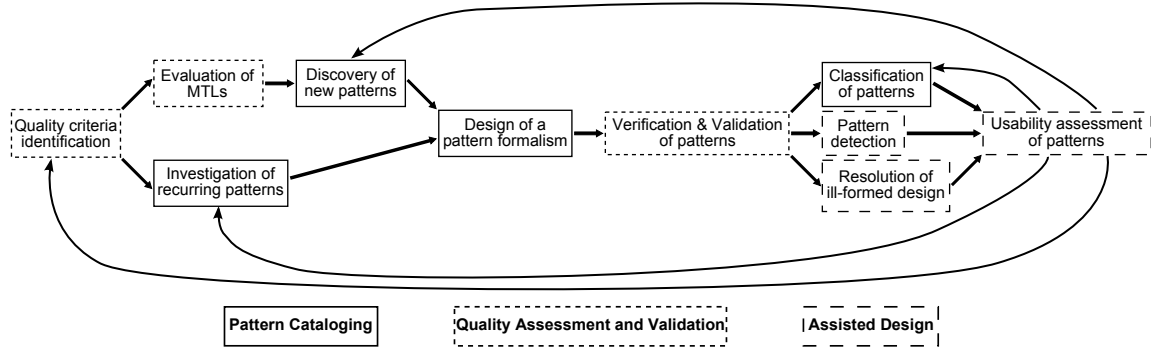 Evaluation of
MTLs
Discovery of
new patterns
Classification
of patterns
Quality criteria
identification
Design of a
pattern formalism
Verification & Validation
of patterns
Pattern
detection
Usability assessment
of patterns
Investigation of
recurring patterns
Resolution of
ill-formed design
Pattern Cataloging
Quality Assessment and Validation
Assisted Design